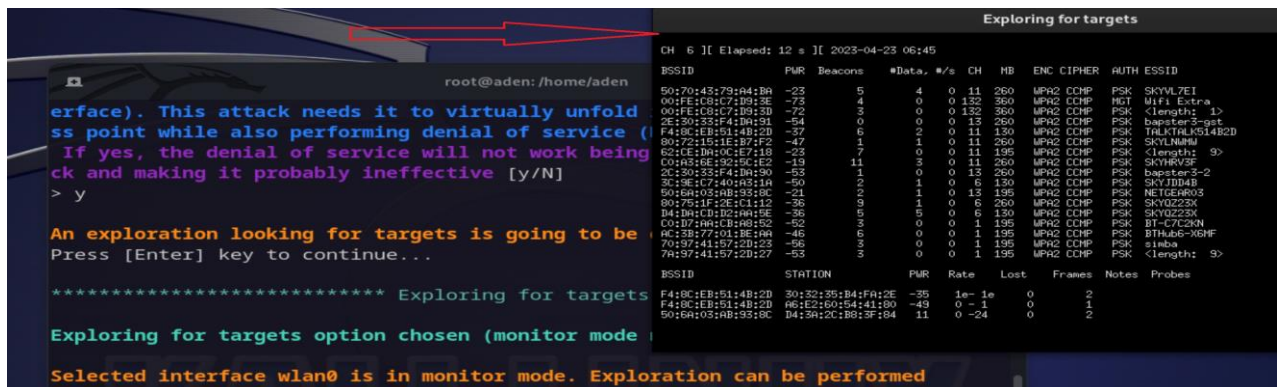 root@aden: /home/aden
erface). This attack needs it to virtually unfold
ss point while also performing denial of service (
If yes, the denial of service will not work being
ck and making it probably ineffective [y/N]
> y
An exploration looking for targets is going to be
Press [Enter] key to continue...
**************************** Exploring for targets
Exploring for targets option chosen (monitor mode
Selected interface wlan0 is in monitor mode. Exploration can be performed
Exploring for targets
CH 6 ][ Elapsed: 12 s ][ 2023-04-23 06:45
BSSID PWR Beacons #Data, #/s CH MB ENC CIPHER AUTH ESSID
50:70:43:79:A4:BA -23 5 4 0 11 260 WPA2 CCMP PSK SKYVL7EI
00:FE:C8:C7:D9:3E -73 4 0 0 132 360 WPA2 CCMP MGT Wifi Extra
00:FE:C8:C7:D9:3D -72 3 0 0 132 360 WPA2 CCMP PSK <length: 1>
2E:30:33:F4:DA:91 -54 0 0 0 13 260 WPA2 CCMP PSK bapster3-gst
F4:8C:EB:51:4B:2D -37 6 2 0 11 130 WPA2 CCMP PSK TALKTALK514B2D
80:72:15:1E:B7:F2 -47 1 1 0 11 260 WPA2 CCMP PSK SKYLNWMW
62:CE:DA:0C:E7:18 -23 7 0 0 11 195 WPA2 CCMP PSK <length: 9>
C0:A3:6E:92:5C:E2 -19 11 3 0 11 260 WPA2 CCMP PSK SKYHRV3F
2C:30:33:F4:DA:90 -53 1 0 0 13 260 WPA2 CCMP PSK bapster3-2
3C:9E:C7:40:A3:1A -50 2 1 0 6 130 WPA2 CCMP PSK SKYJDD4B
50:6A:03:AB:93:8C -21 2 1 0 13 195 WPA2 CCMP PSK NETGEAR03
80:75:1F:2E:C1:12 -36 9 1 0 6 260 WPA2 CCMP PSK SKYQZ23X
D4:DA:CD:D2:AA:5E -36 5 5 0 6 130 WPA2 CCMP PSK SKYQZ23X
C0:D7:AA:CB:A8:52 -52 3 0 0 1 195 WPA2 CCMP PSK BT-C7C2KN
AC:3B:77:01:BE:AA -46 6 0 0 1 195 WPA2 CCMP PSK BTHub6-X6MF
70:97:41:57:2D:23 -56 3 0 0 1 195 WPA2 CCMP PSK simba
7A:97:41:57:2D:27 -53 3 0 0 1 195 WPA2 CCMP PSK <length: 9>
BSSID STATION PWR Rate Lost Frames Notes Probes
F4:8C:EB:51:4B:2D 30:32:35:B4:FA:2E -35 1e- 1e 0 2
F4:8C:EB:51:4B:2D A6:E2:60:54:41:80 -49 0 - 1 0 1
50:6A:03:AB:93:8C D4:3A:2C:B8:3F:84 11 0 -24 0 2